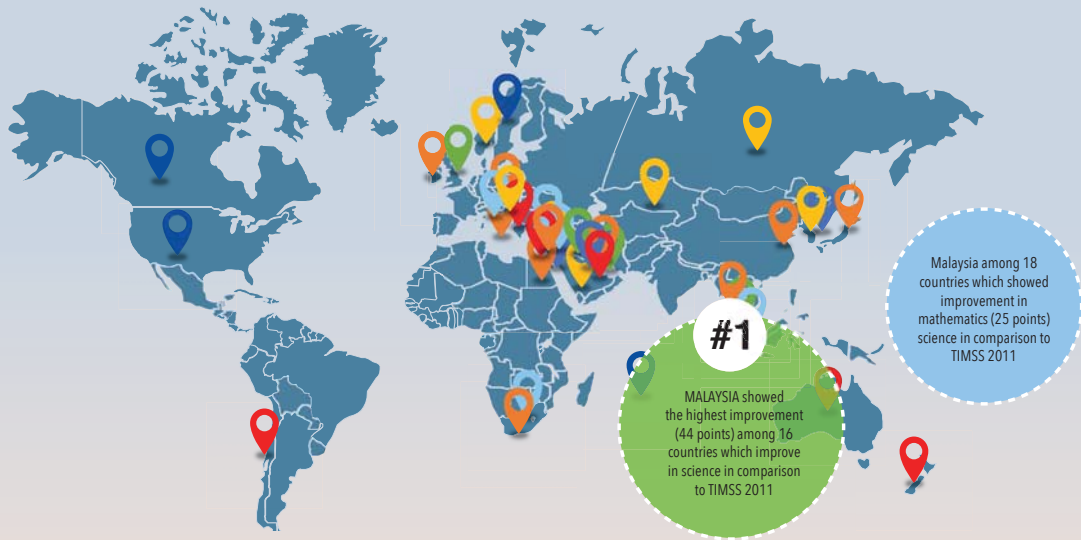 #1
MALAYSIA showed
the highest improvement
(44 points) among 16
countries which improve
in science in comparison
to TIMSS 2011
Malaysia among 18
countries which showed
improvement in
mathematics (25 points)
science in comparison to
TIMSS 2011